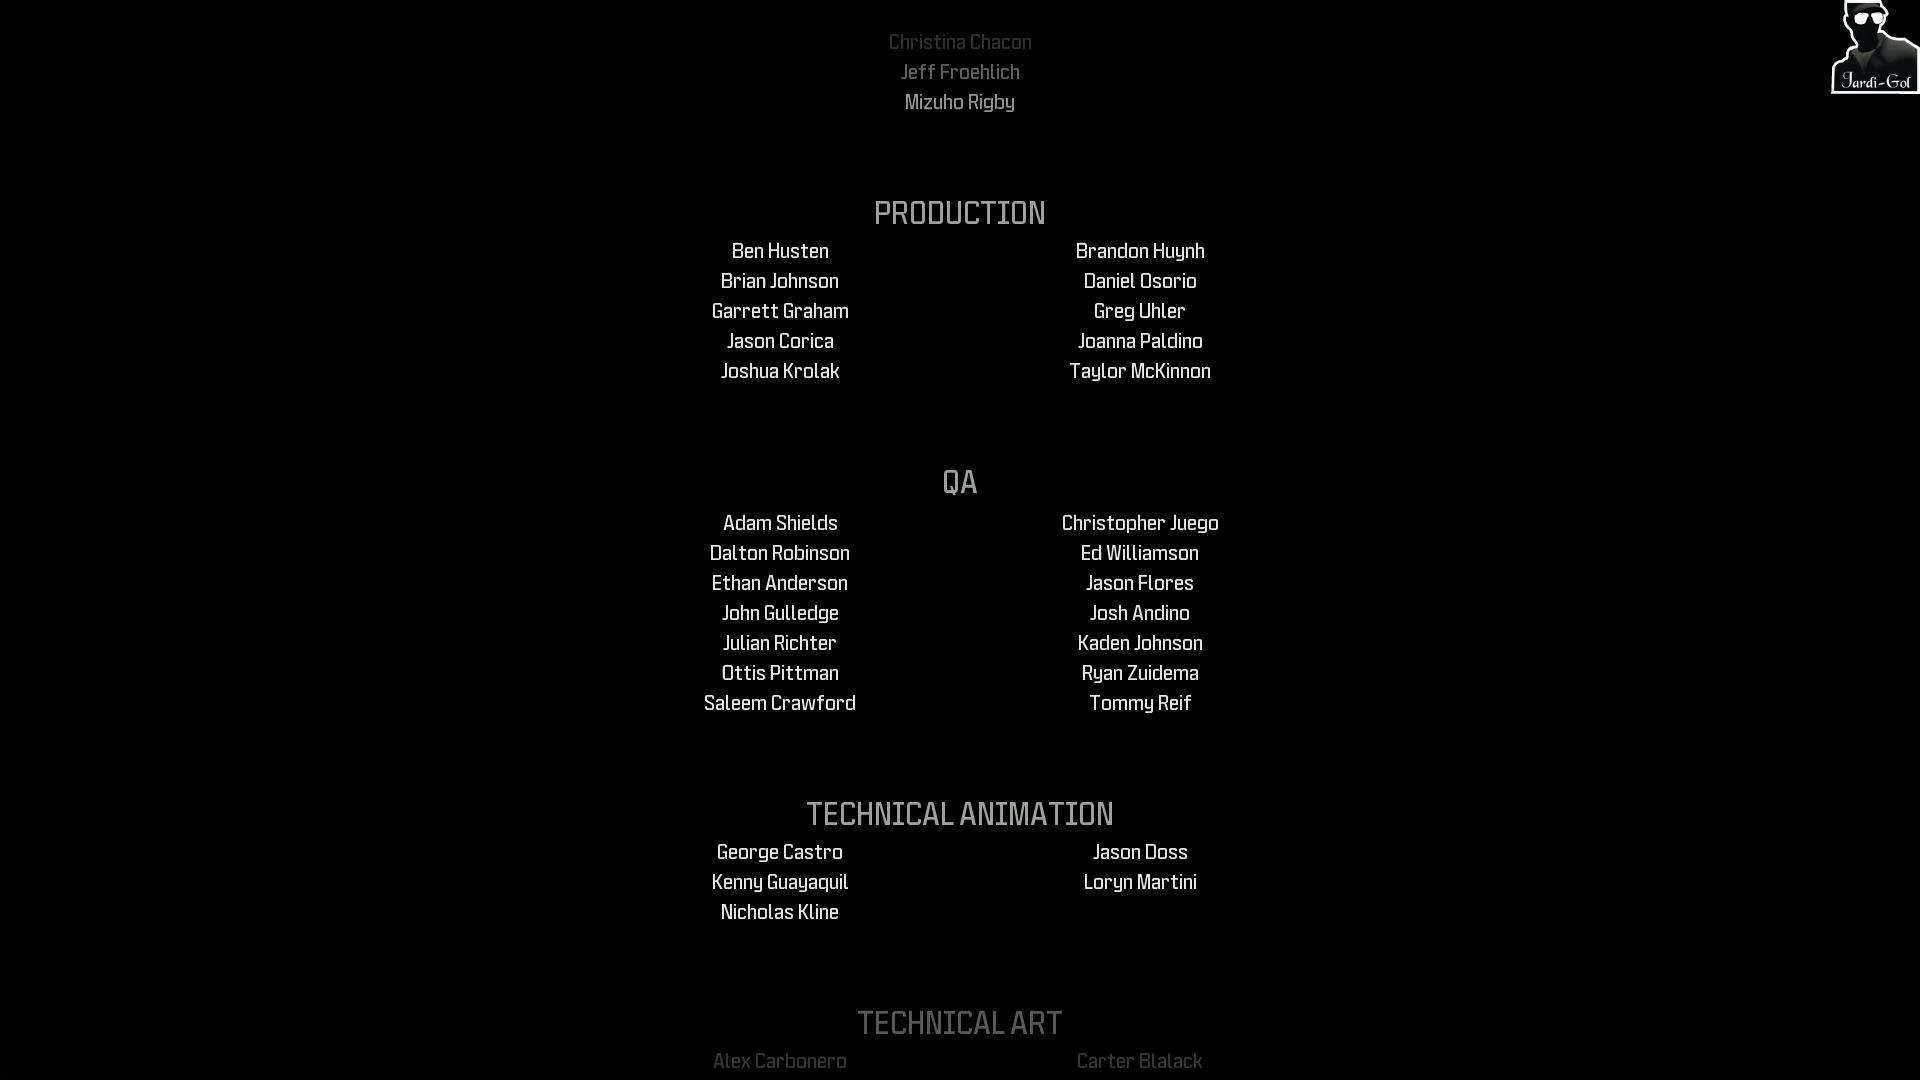 Christina Chacon
Jeff Froehlich
Mizuho Rigby
PRODUCTION
Ben Husten Brandon Huynh
Brian Johnson Daniel Osorio
Garrett Graham Greg Uhler
Jason Corica Joanna Paldino
Joshua Krolak Taylor McKinnon
QA
Adam Shields Christopher Juego
Dalton Robinson Ed Williamson
Ethan Anderson Jason Flores
John Gulledge Josh Andino
Julian Richter Kaden Johnson
Ottis Pittman Ryan Zuidema
Saleem Crawford Tommy Reif
TECHNICAL ANIMATION
George Castro Jason Doss
Kenny Guayaquil Loryn Martini
Nicholas Kline
TECHNICAL ART
Alex Carbonero Carter Blalack
Jardi-Gol